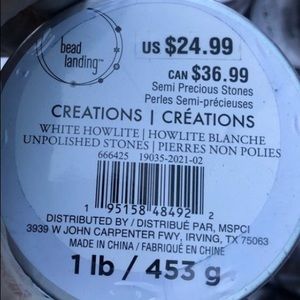 bead
landing™
US $24.99
CAN $36.99
Semi Precious Stones
Perles Semi-précieuses
CREATIONS | CRÉATIONS
WHITE HOWLITE | HOWLITE BLANCHE
UNPOLISHED STONES | PIERRES NON POLIES
666425 19035-2021-02
1 95158 48492 2
DISTRIBUTED BY / DISTRIBUÉ PAR, MSPCI
3939 W JOHN CARPENTER FWY, IRVING, TX 75063
MADE IN CHINA / FABRIQUÉ EN CHINE
1 lb / 453 g